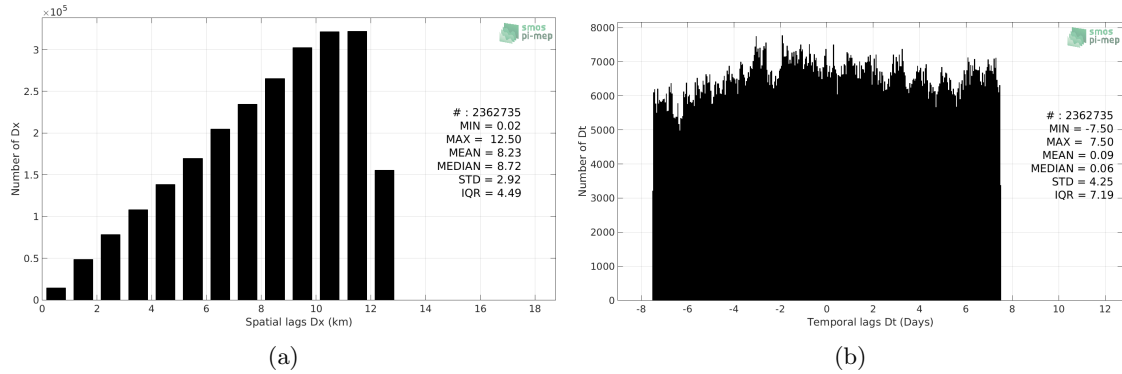 ×10⁵
3
2.5
2
1.5
1
0.5
0
Number of Dx
0 2 4 6 8 10 12 14 16 18
Spatial lags Dx (km)
smos
pi-mep
# : 2362735
MIN = 0.02
MAX = 12.50
MEAN = 8.23
MEDIAN = 8.72
STD = 2.92
IQR = 4.49
(a)
8000
7000
6000
5000
4000
3000
2000
1000
0
Number of Dt
-8 -6 -4 -2 0 2 4 6 8 10 12
Temporal lags Dt (Days)
smos
pi-mep
# : 2362735
MIN = -7.50
MAX = 7.50
MEAN = 0.09
MEDIAN = 0.06
STD = 4.25
IQR = 7.19
(b)